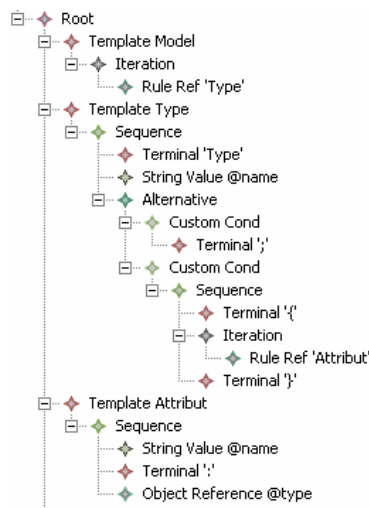 Root
Template Model
Iteration
Rule Ref 'Type'
Template Type
Sequence
Terminal 'Type'
String Value @name
Alternative
Custom Cond
Terminal ';'
Custom Cond
Sequence
Terminal '{'
Iteration
Rule Ref 'Attribut'
Terminal '}'
Template Attribut
Sequence
String Value @name
Terminal ':'
Object Reference @type